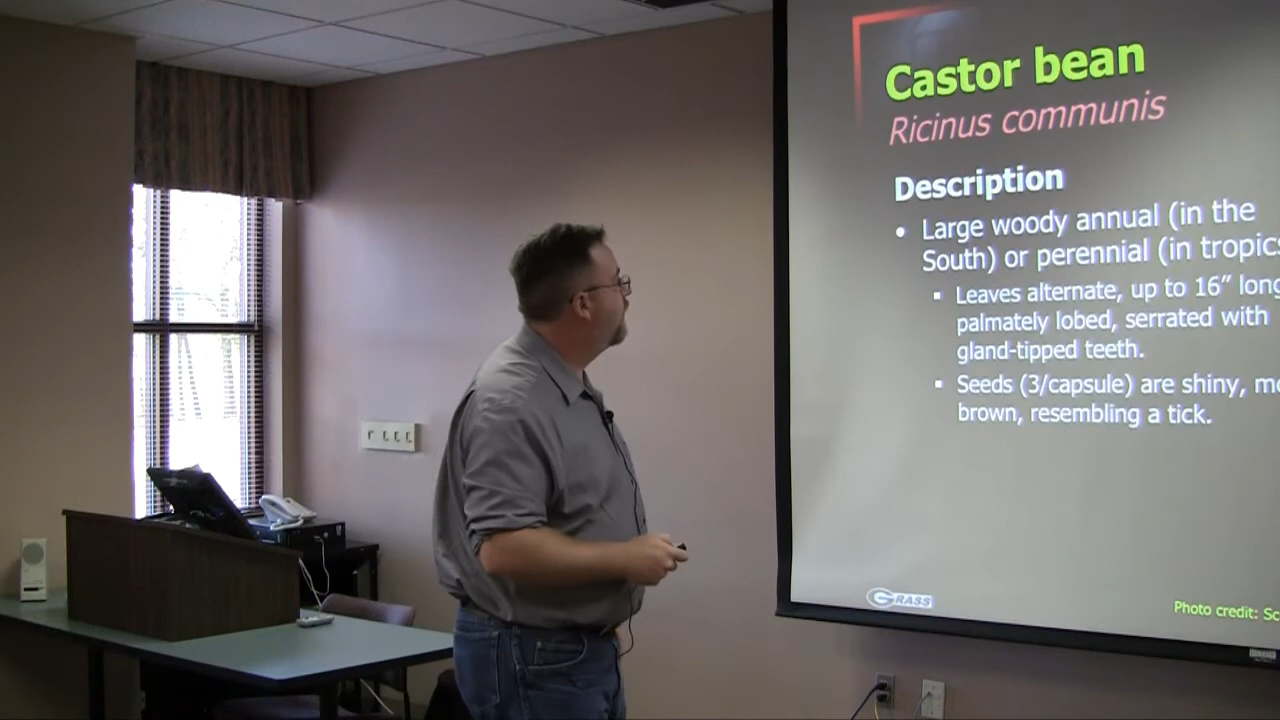 Castor bean
Ricinus communis
Description
• Large woody annual (in the
South) or perennial (in tropics
▪ Leaves alternate, up to 16” long
palmately lobed, serrated with
gland-tipped teeth.
▪ Seeds (3/capsule) are shiny,
brown, resembling a tick.
GRASS
Photo credit: Sc